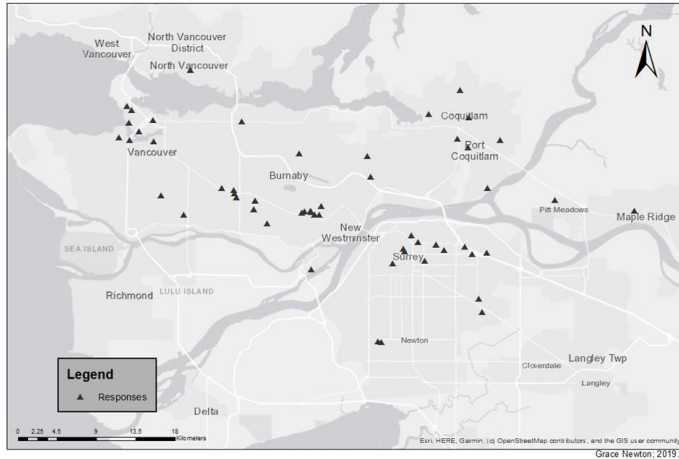 North Vancouver
District
West
Vancouver
North Vancouver
N
Coquitlam
Port
Coquitlam
Vancouver
Burnaby
Pitt Meadows
Maple Ridge
New
Westminster
SEA ISLAND
Surrey
Richmond
LULU ISLAND
Newton
Langley Twp
Cloverdale
Langley
Legend
Responses
Delta
0 2.25 4.5 9 13.5 18
Kilometers
Esri, HERE, Garmin, (c) OpenStreetMap contributors, and the GIS user community
Grace Newton; 2019.